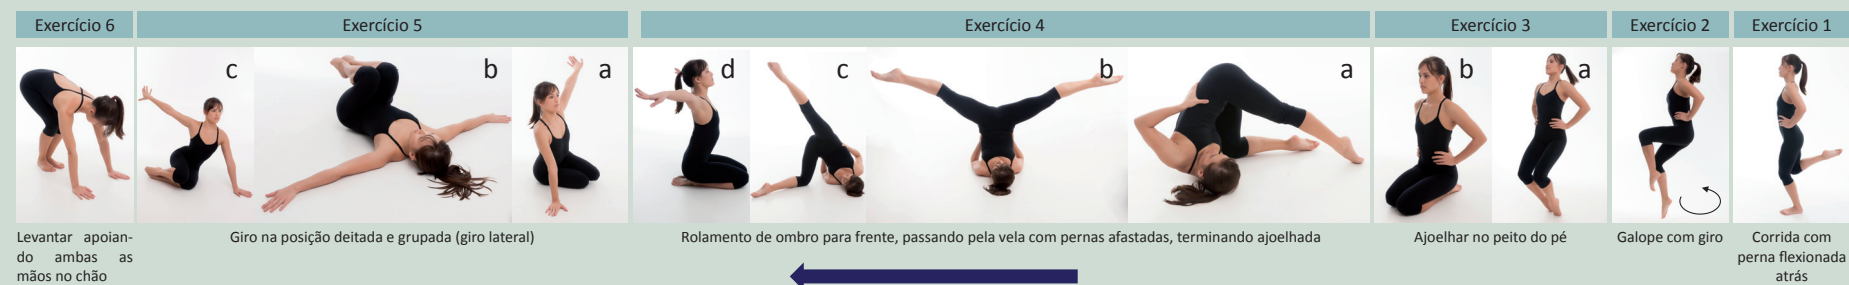 Exercício 6
Exercício 5
Exercício 4
Exercício 3
Exercício 2
Exercício 1
c
b
a
d
c
b
a
b
a
Levantar apoian-
do ambas as
mãos no chão
Giro na posição deitada e grupada (giro lateral)
Rolamento de ombro para frente, passando pela vela com pernas afastadas, terminando ajoelhada
Ajoelhar no peito do pé
Galope com giro
Corrida com
perna flexionada
atrás